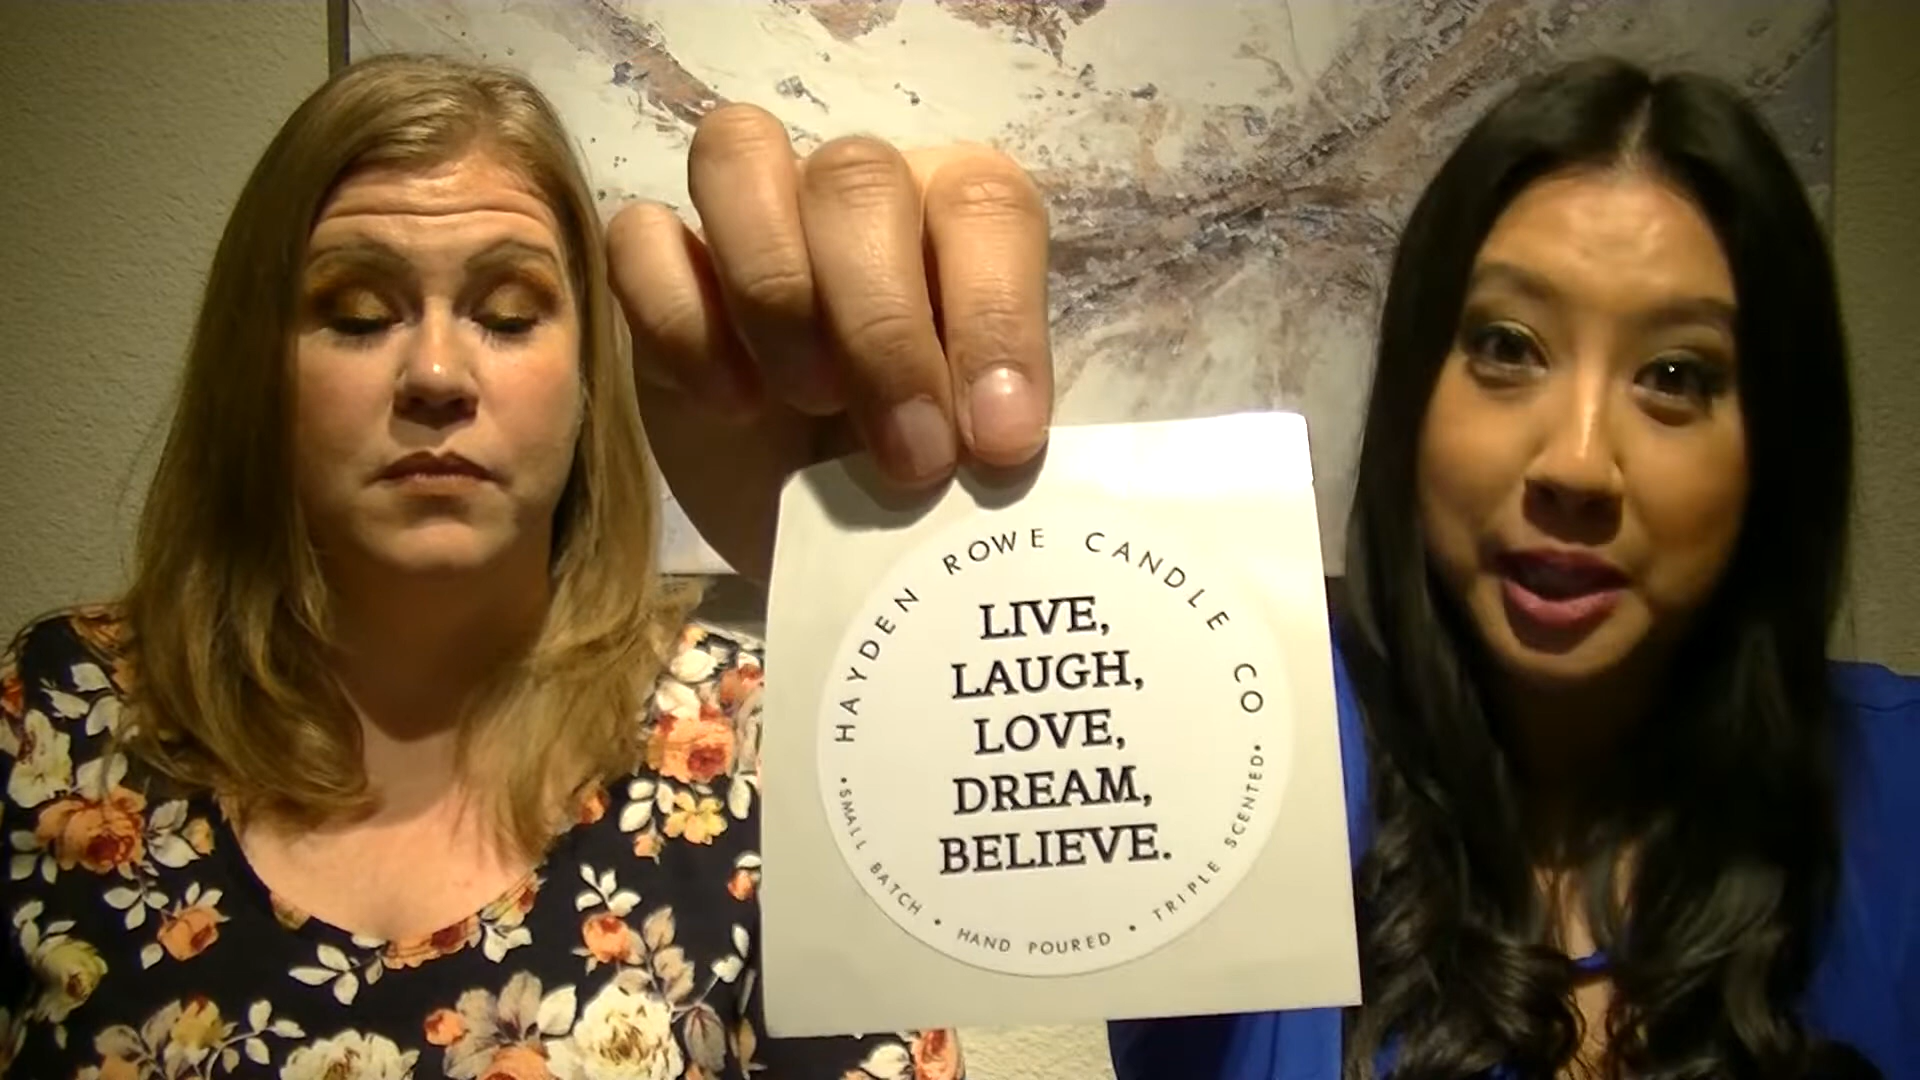 HAYDEN ROWE CANDLE CO
LIVE,
LAUGH,
LOVE,
DREAM,
BELIEVE.
• SMALL BATCH • HAND POURED • TRIPLE SCENTED •